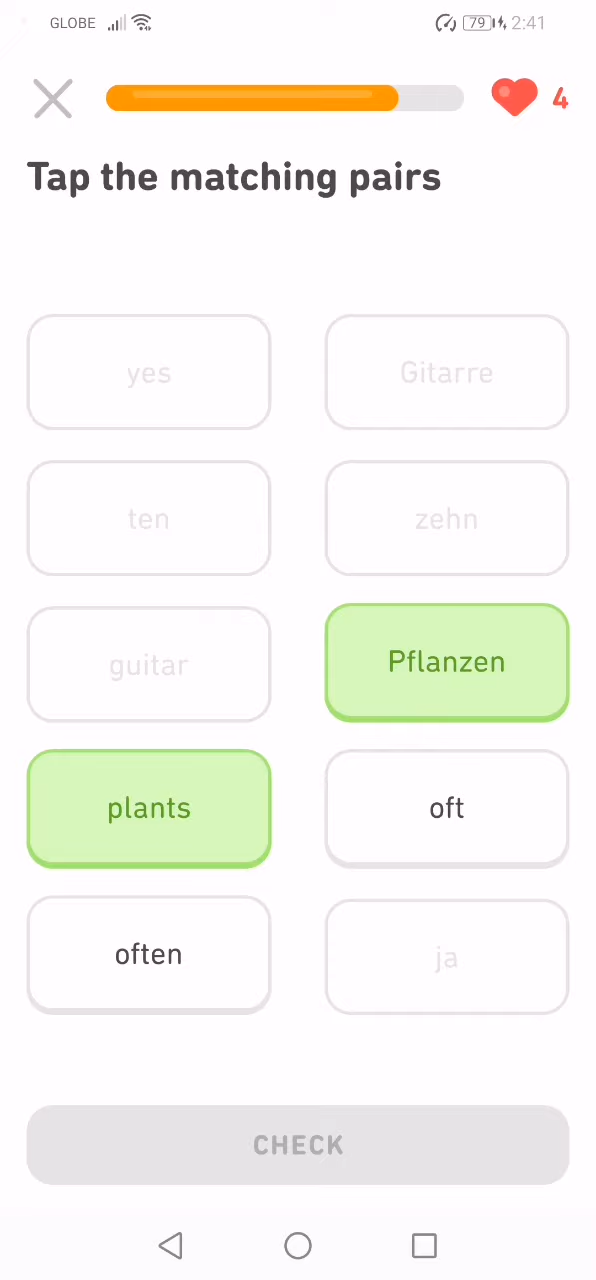 GLOBE 79 2:41
4
Tap the matching pairs
yes Gitarre
ten zehn
guitar Pflanzen
plants oft
often ja
CHECK